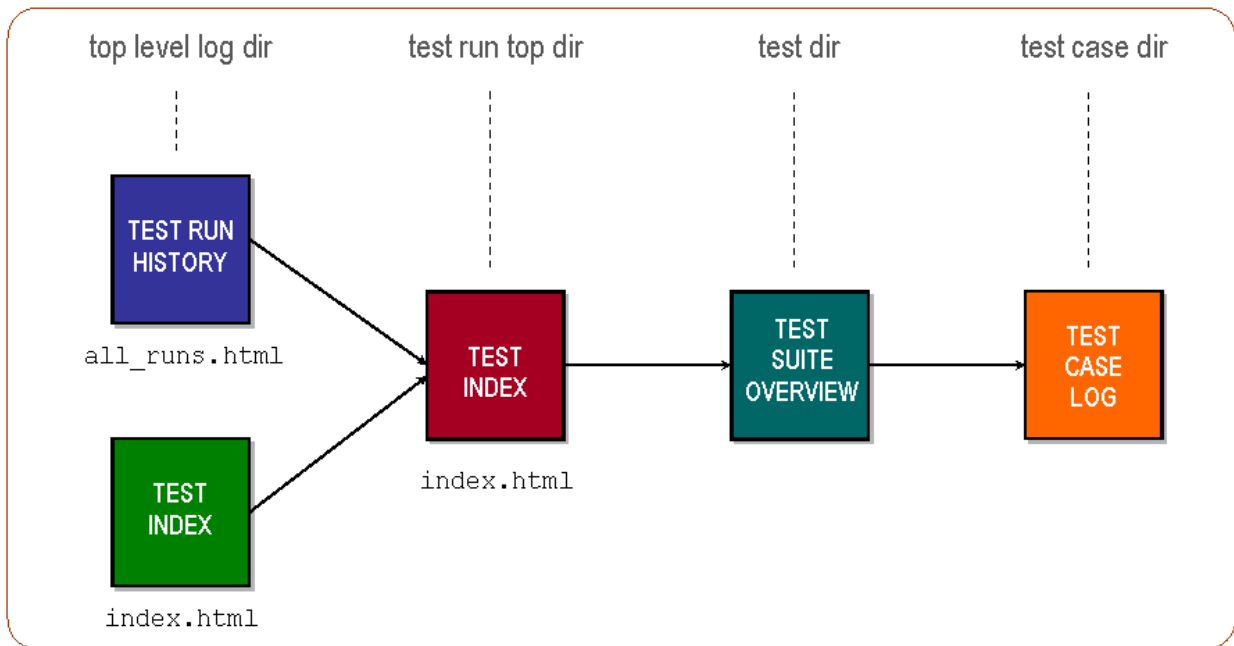 top level log dir
test run top dir
test dir
test case dir
TEST RUN
HISTORY
all_runs.html
TEST
INDEX
index.html
TEST
INDEX
index.html
TEST
SUITE
OVERVIEW
TEST
CASE
LOG